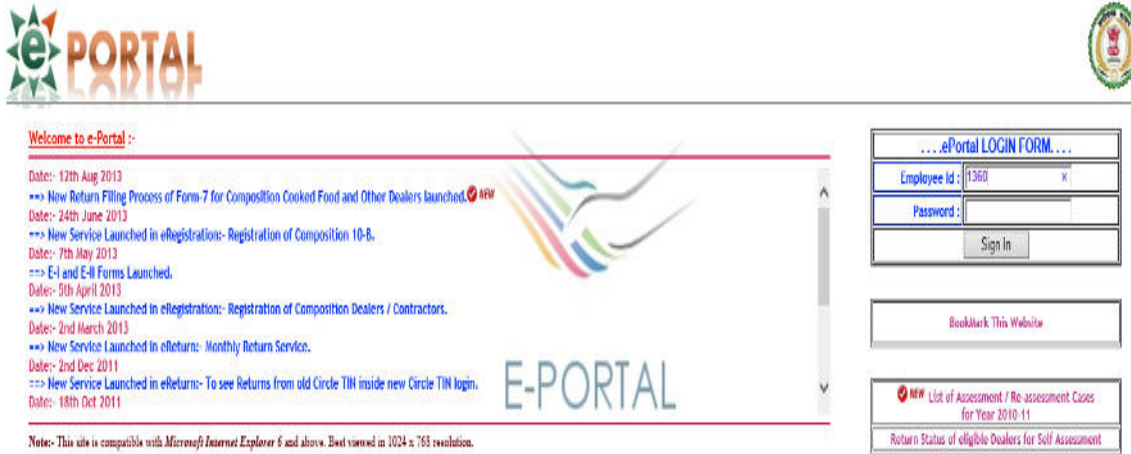 e PORTAL
Welcome to e-Portal :-
Date:- 12th Aug 2013
==> New Return Filing Process of Form-7 for Composition Cooked Food and Other Dealers launched. NEW
Date:- 24th June 2013
==> New Service Launched in eRegistration:- Registration of Composition 10-B.
Date:- 7th May 2013
==> E-I and E-II Forms Launched.
Date:- 5th April 2013
==> New Service Launched in eRegistration:- Registration of Composition Dealers / Contractors.
Date:- 2nd March 2013
==> New Service Launched in eReturn:- Monthly Return Service.
Date:- 2nd Dec 2011
==> New Service Launched in eReturn:- To see Returns from old Circle TIN inside new Circle TIN login.
Date:- 18th Oct 2011
E-PORTAL
Note:- This site is compatible with Microsoft Internet Explorer 6 and above. Best viewed in 1024 x 768 resolution.
. . . .ePortal LOGIN FORM. . . .
Employee Id : 1360 x
Password :
Sign In
BookMark This Website
NEW List of Assessment / Re-assessment Cases
for Year 2010-11
Return Status of eligible Dealers for Self Assessment